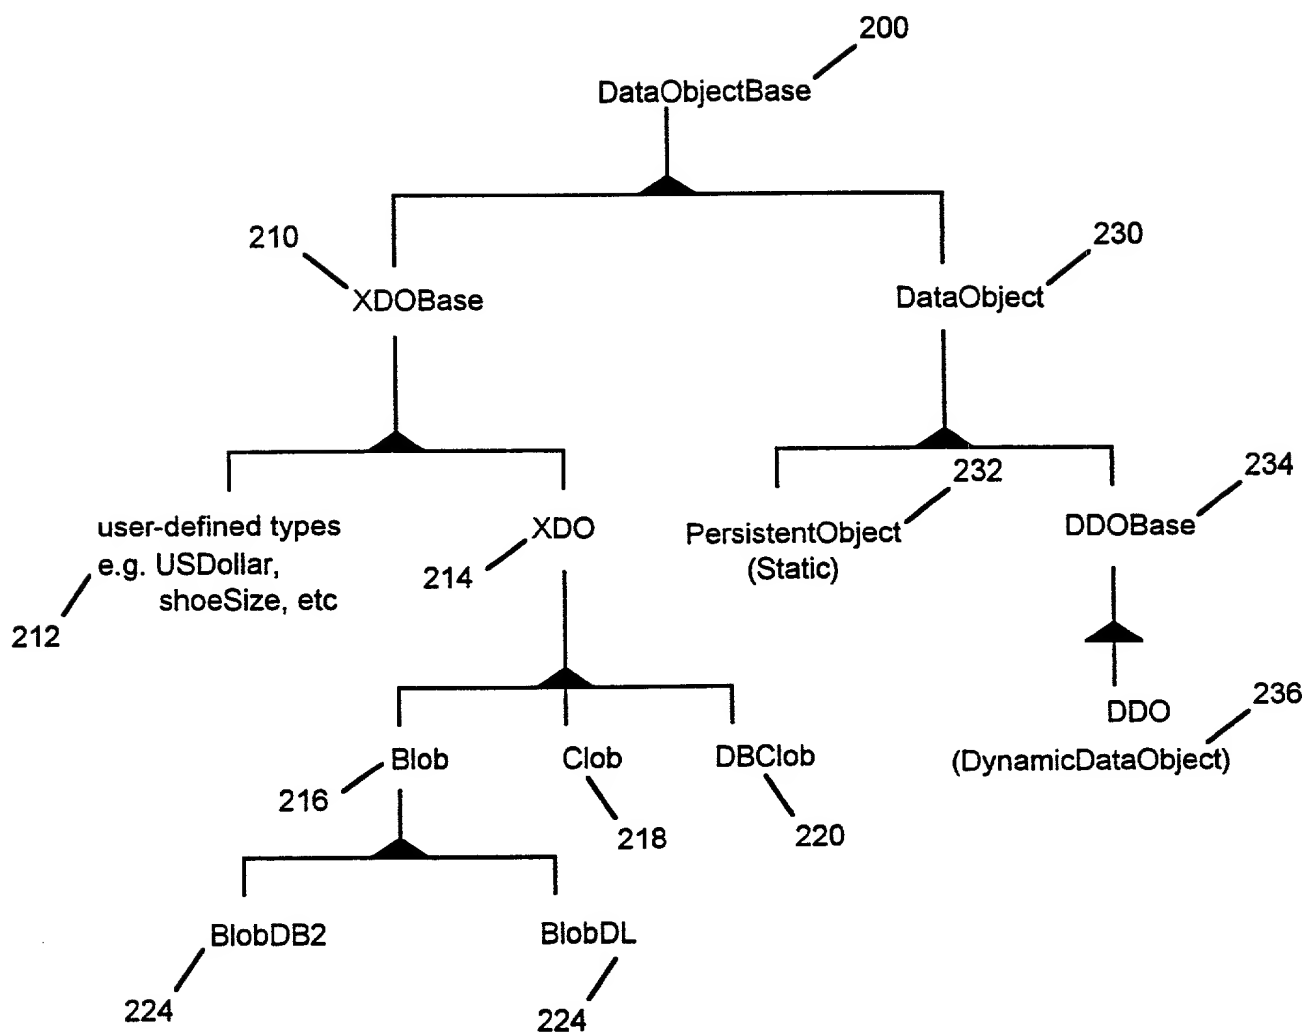 200
DataObjectBase
210
230
XDOBase
DataObject
232
234
user-defined types
e.g. USDollar,
shoeSize, etc
212
XDO
214
PersistentObject
(Static)
DDOBase
236
DDO
(DynamicDataObject)
Blob
Clob
DBClob
216
218
220
BlobDB2
BlobDL
224
224